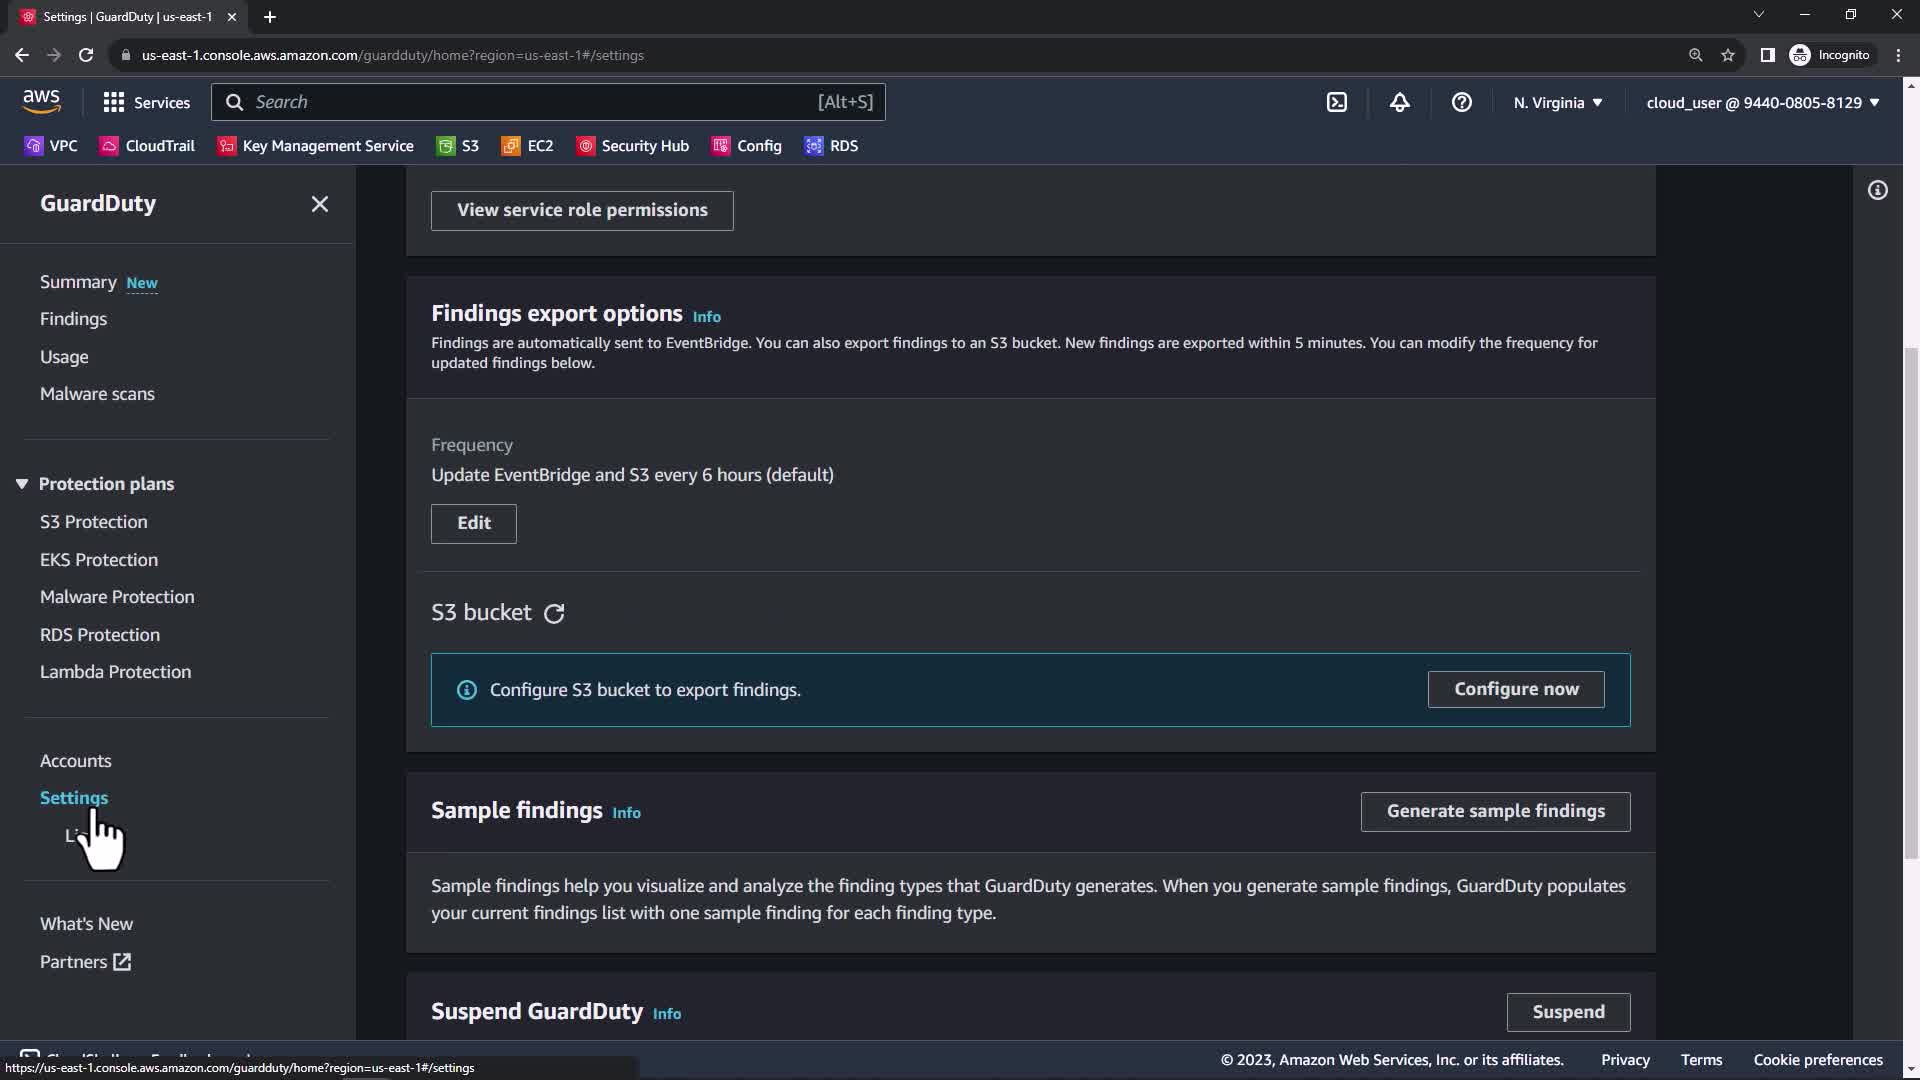 Settings | GuardDuty | us-east-1
us-east-1.console.aws.amazon.com/guardduty/home?region=us-east-1#/settings
Incognito
aws
Services
Search
[Alt+S]
N. Virginia
cloud_user @ 9440-0805-8129
VPC
CloudTrail
Key Management Service
S3
EC2
Security Hub
Config
RDS
GuardDuty
Summary New
Findings
Usage
Malware scans
Protection plans
S3 Protection
EKS Protection
Malware Protection
RDS Protection
Lambda Protection
Accounts
Settings
What's New
Partners
View service role permissions
Findings export options Info
Findings are automatically sent to EventBridge. You can also export findings to an S3 bucket. New findings are exported within 5 minutes. You can modify the frequency for
updated findings below.
Frequency
Update EventBridge and S3 every 6 hours (default)
Edit
S3 bucket
Configure S3 bucket to export findings.
Configure now
Sample findings Info
Generate sample findings
Sample findings help you visualize and analyze the finding types that GuardDuty generates. When you generate sample findings, GuardDuty populates
your current findings list with one sample finding for each finding type.
Suspend GuardDuty Info
Suspend
© 2023, Amazon Web Services, Inc. or its affiliates.
Privacy
Terms
Cookie preferences
https://us-east-1.console.aws.amazon.com/guardduty/home?region=us-east-1#/settings